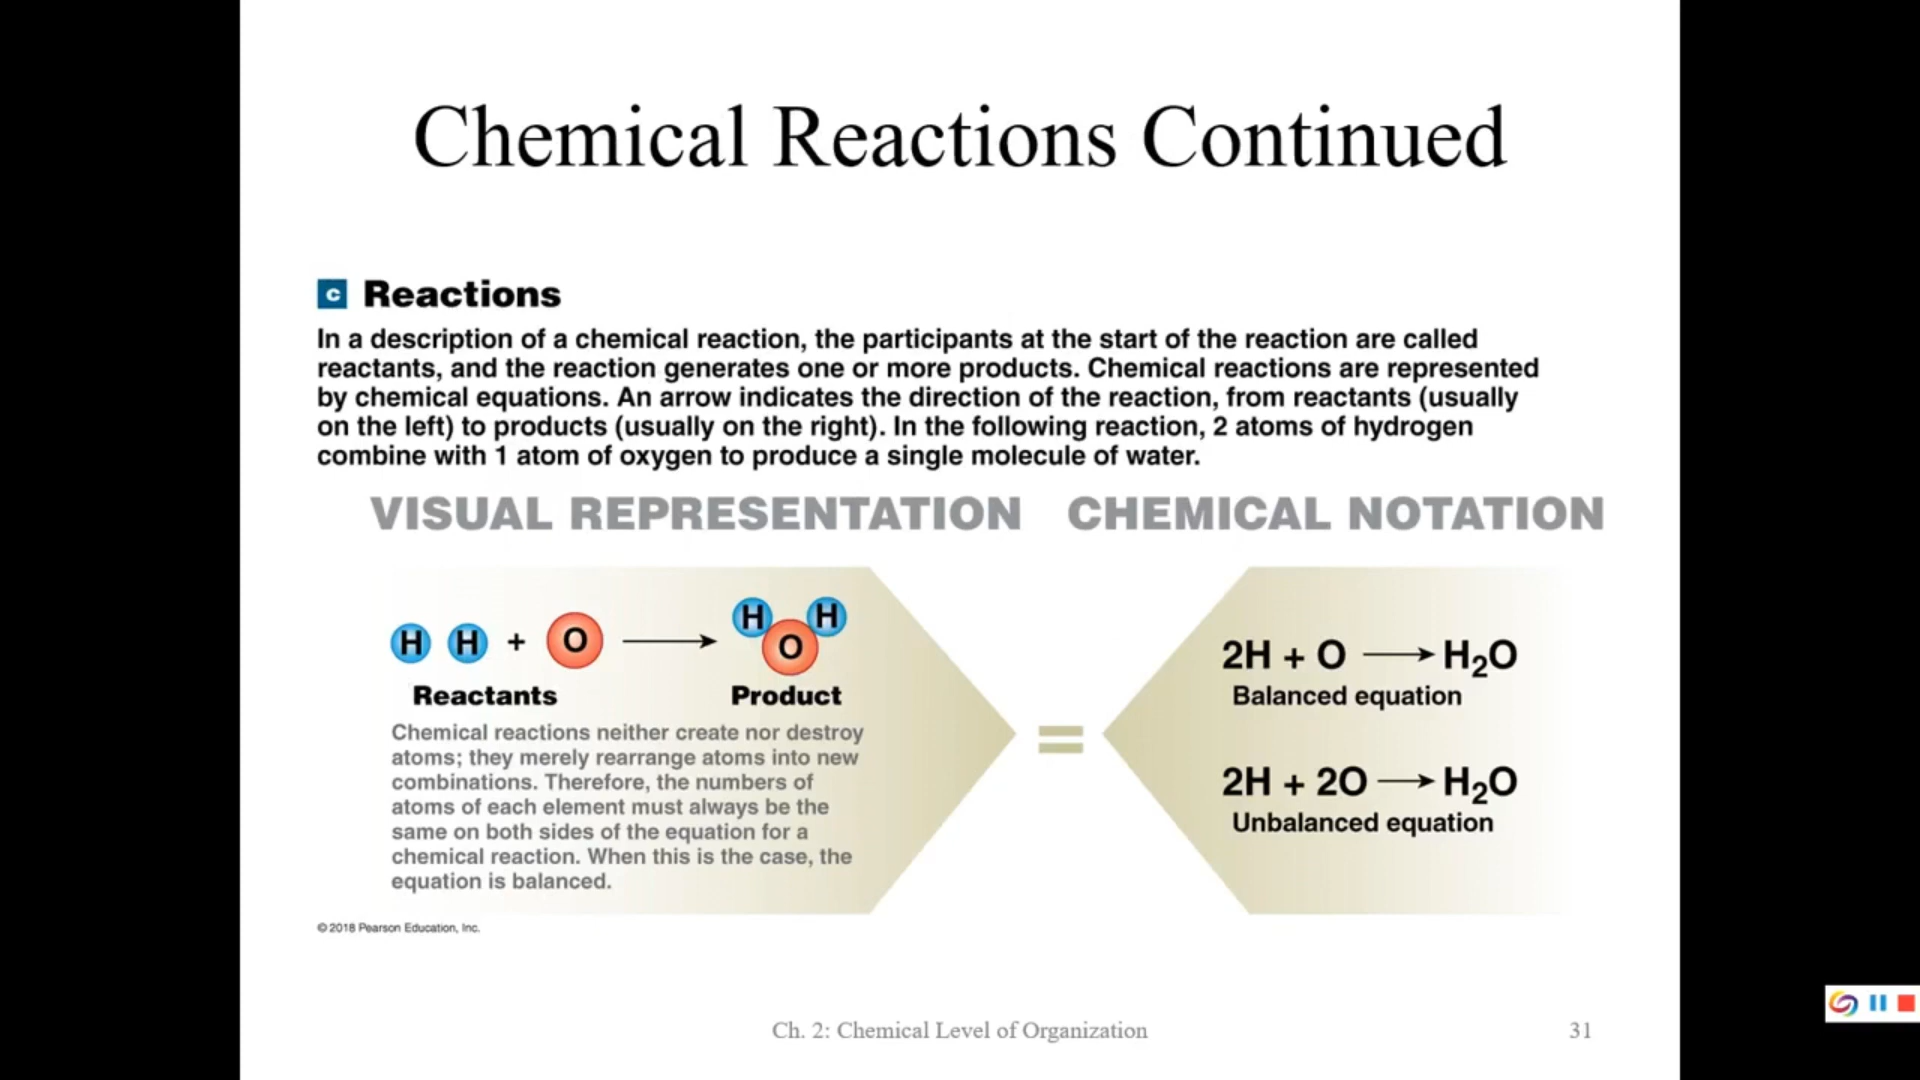 Chemical Reactions Continued
c Reactions
In a description of a chemical reaction, the participants at the start of the reaction are called
reactants, and the reaction generates one or more products. Chemical reactions are represented
by chemical equations. An arrow indicates the direction of the reaction, from reactants (usually
on the left) to products (usually on the right). In the following reaction, 2 atoms of hydrogen
combine with 1 atom of oxygen to produce a single molecule of water.
VISUAL REPRESENTATION
H H + O → H H O
Reactants Product
Chemical reactions neither create nor destroy
atoms; they merely rearrange atoms into new
combinations. Therefore, the numbers of
atoms of each element must always be the
same on both sides of the equation for a
chemical reaction. When this is the case, the
equation is balanced.
=
CHEMICAL NOTATION
2H + O → H₂O
Balanced equation
2H + 2O → H₂O
Unbalanced equation
© 2018 Pearson Education, Inc.
Ch. 2: Chemical Level of Organization
31